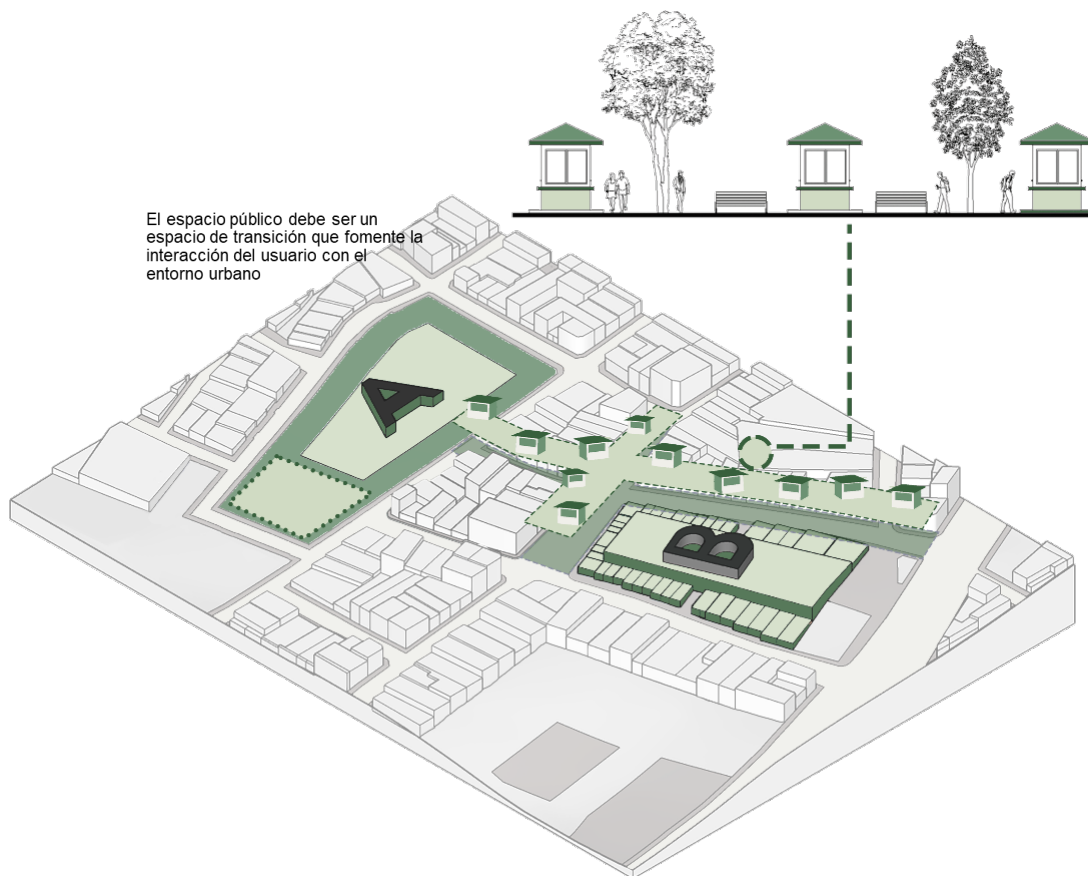 El espacio público debe ser un
espacio de transición que fomente la
interacción del usuario con el
entorno urbano
A
B